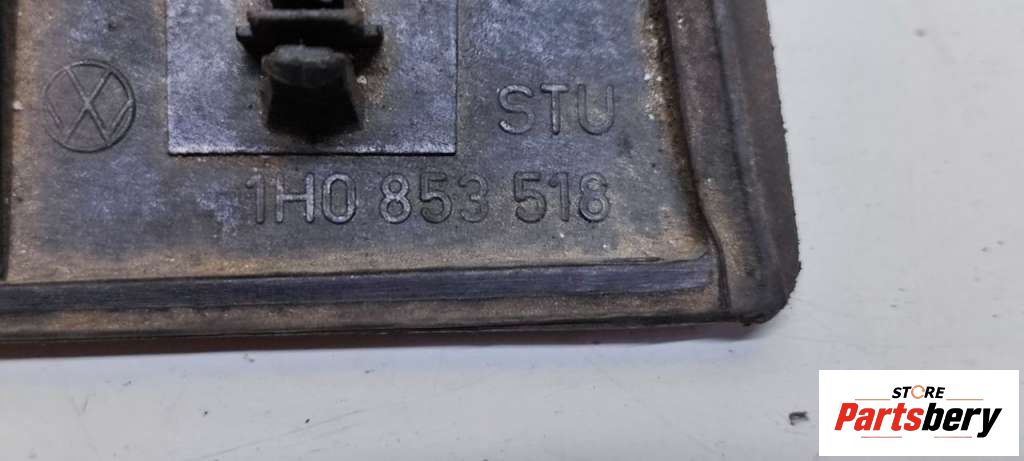 STU
1H0 853 518
STORE
Partsbery